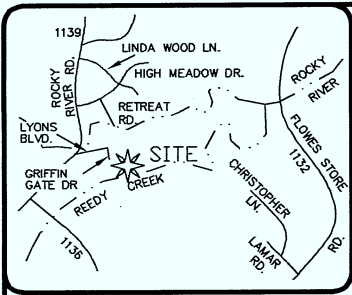 1139
LINDA WOOD LN.
HIGH MEADOW DR.
ROCKY
RIVER RD.
RETREAT
RD.
ROCKY
RIVER
LYONS
BLVD.
SITE
GRIFFIN
GATE DR
REEDY CREEK
CHRISTOPHER
LN.
FLOWES STORE
RD.
1132
LAMAR
RD.
1136